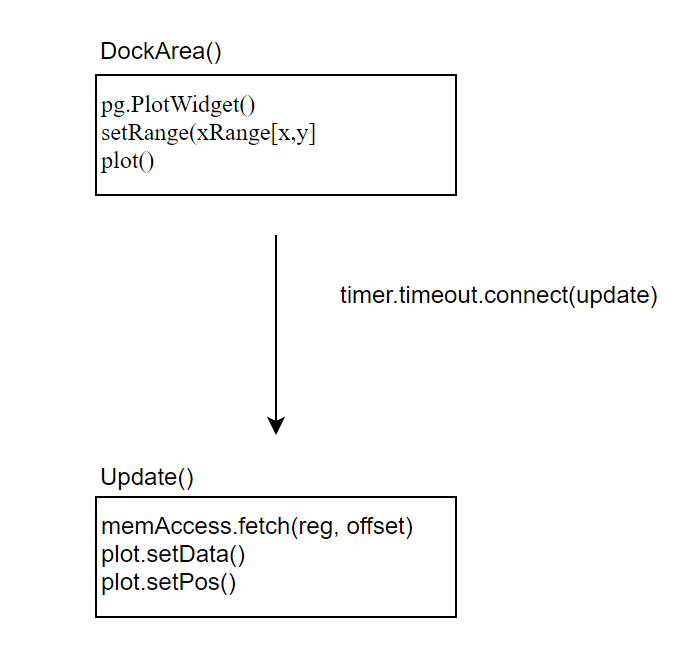 DockArea()
pg.PlotWidget()
setRange(xRange[x,y]
plot()
timer.timeout.connect(update)
Update()
memAccess.fetch(reg, offset)
plot.setData()
plot.setPos()